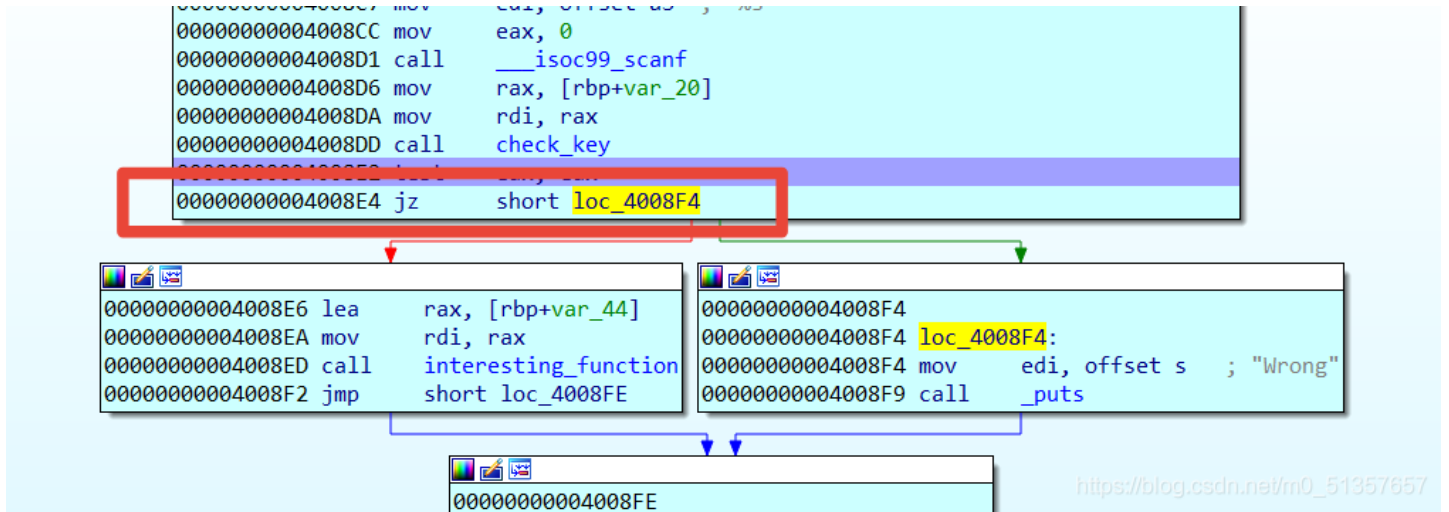 00000000004008CC mov eax, 0
00000000004008D1 call ___isoc99_scanf
00000000004008D6 mov rax, [rbp+var_20]
00000000004008DA mov rdi, rax
00000000004008DD call check_key
00000000004008E4 jz short loc_4008F4
00000000004008E6 lea rax, [rbp+var_44]
00000000004008EA mov rdi, rax
00000000004008ED call interesting_function
00000000004008F2 jmp short loc_4008FE
00000000004008F4
00000000004008F4 loc_4008F4:
00000000004008F4 mov edi, offset s ; "Wrong"
00000000004008F9 call _puts
00000000004008FE
https://blog.csdn.net/m0_51357657